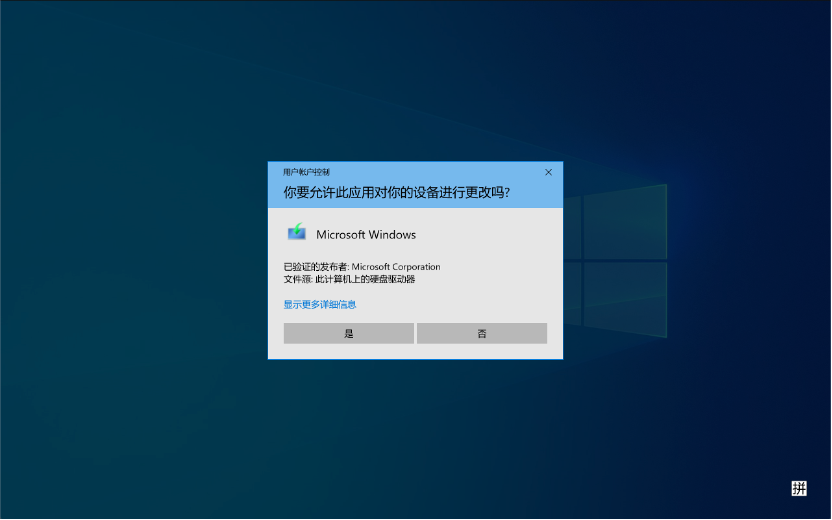 用户帐户控制
你要允许此应用对你的设备进行更改吗?
Microsoft Windows
已验证的发布者: Microsoft Corporation
文件源: 此计算机上的硬盘驱动器
显示更多详细信息
是
否
拼